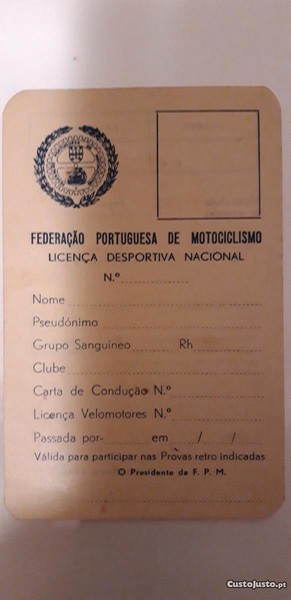 FEDERAÇÃO PORTUGUESA DE MOTOCICLISMO
LICENÇA DESPORTIVA NACIONAL
N.º
Nome
Pseudónimo
Grupo Sanguineo Rh
Clube
Carta de Condução N.º
Licença Velomotores N.º
Passada por- em / /
Válida para participar nas Provas retro indicadas
O Presidente da F. P. M.
CustoJusto.pt